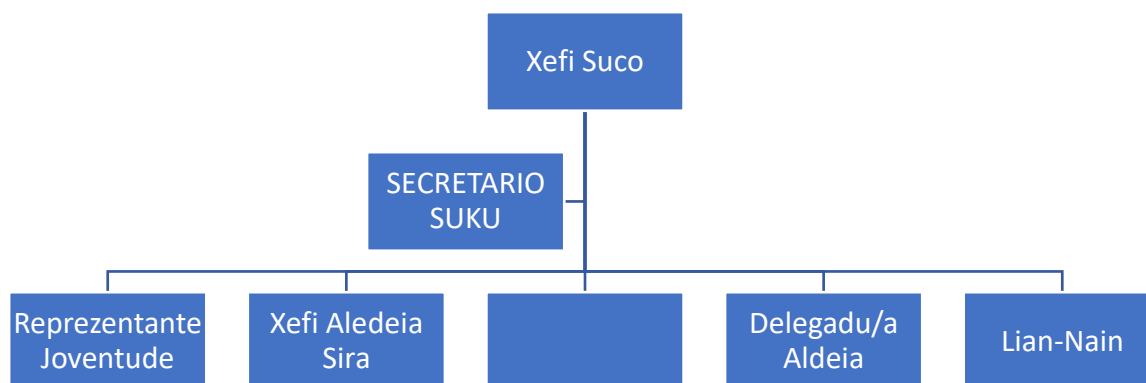 Xefi Suco
SECRETARIO
SUKU
Reprezentante
Joventude
Xefi Aledeia
Sira
Delegadu/a
Aldeia
Lian-Nain